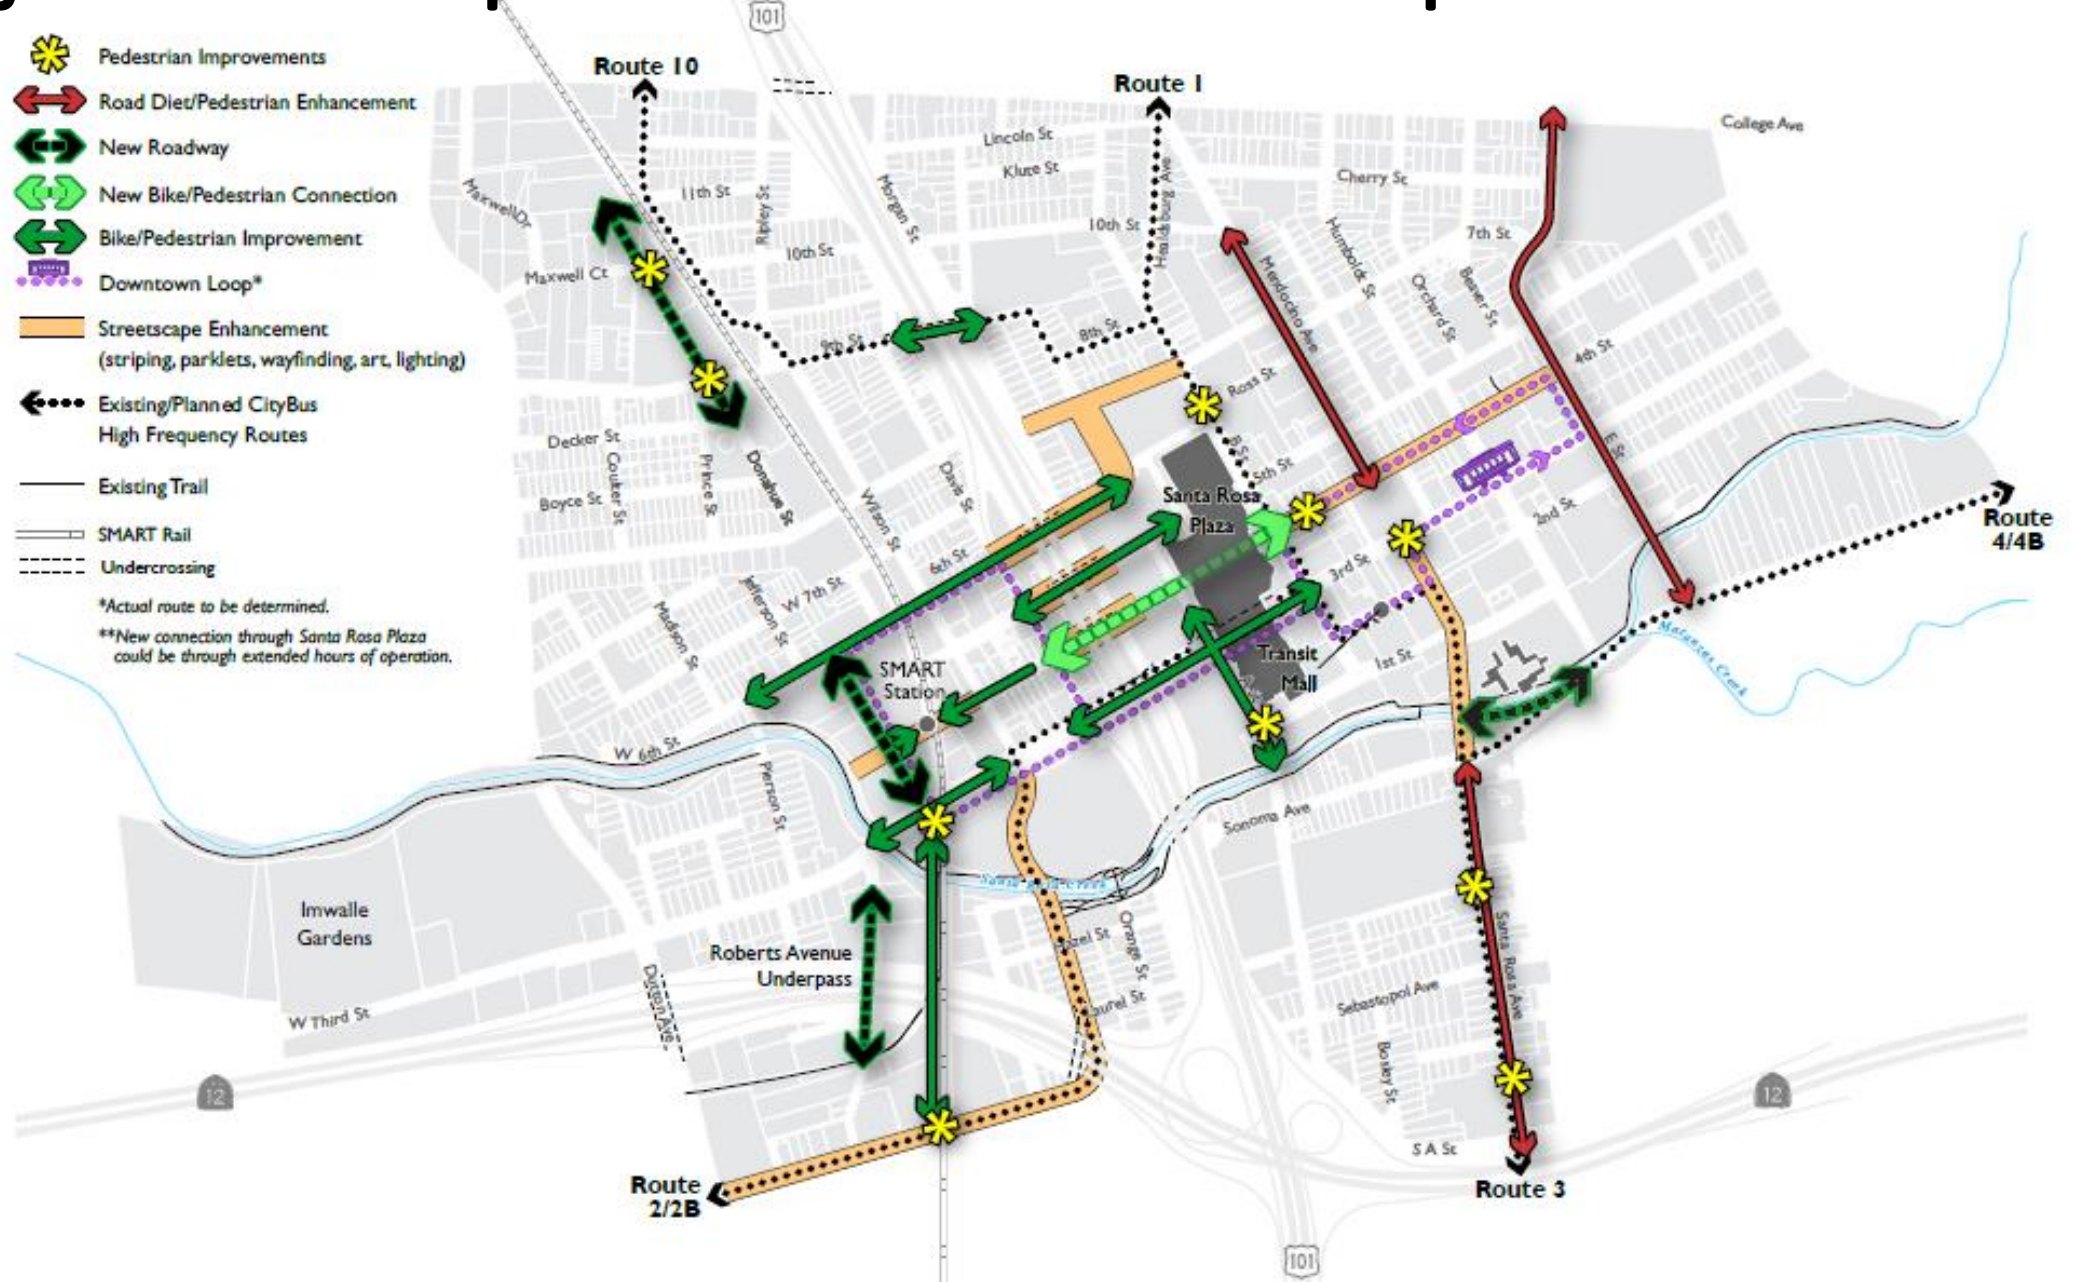 101
Pedestrian Improvements
Road Diet/Pedestrian Enhancement
New Roadway
New Bike/Pedestrian Connection
Bike/Pedestrian Improvement
Downtown Loop*
Streetscape Enhancement
(striping, parklets, wayfinding, art, lighting)
Existing/Planned CityBus
High Frequency Routes
Existing Trail
SMART Rail
Undercrossing
*Actual route to be determined.
**New connection through Santa Rosa Plaza
could be through extended hours of operation.
Route 10
Route 1
College Ave
Lincoln St
Klute St
Cherry St
Maxwell Dr
11th St
Ripley St
Morgan St
10th St
Healdsburg Ave
7th St
10th St
Maxwell Ct
Mendocino Ave
Humboldt St
Orchard St
Beaver St
9th St
8th St
4th St
Ross St
Decker St
Coulter St
Boyce St
Prince St
Donahue St
Wilson St
Davis St
B St
5th St
E St
Santa Rosa
Plaza
2nd St
Route
4/4B
6th St
3rd St
W 7th St
Jefferson St
Madison St
1st St
Matanzas Creek
SMART
Station
Transit
Mall
W 6th St
Pierson St
Sonoma Ave
Santa Rosa Creek
Imwalle
Gardens
Roberts Avenue
Underpass
Orange St
Santa Rosa Ave
Sebastopol Ave
W Third St
Dutton Ave
Boxley St
12
12
S A St
Route
2/2B
Route 3
101